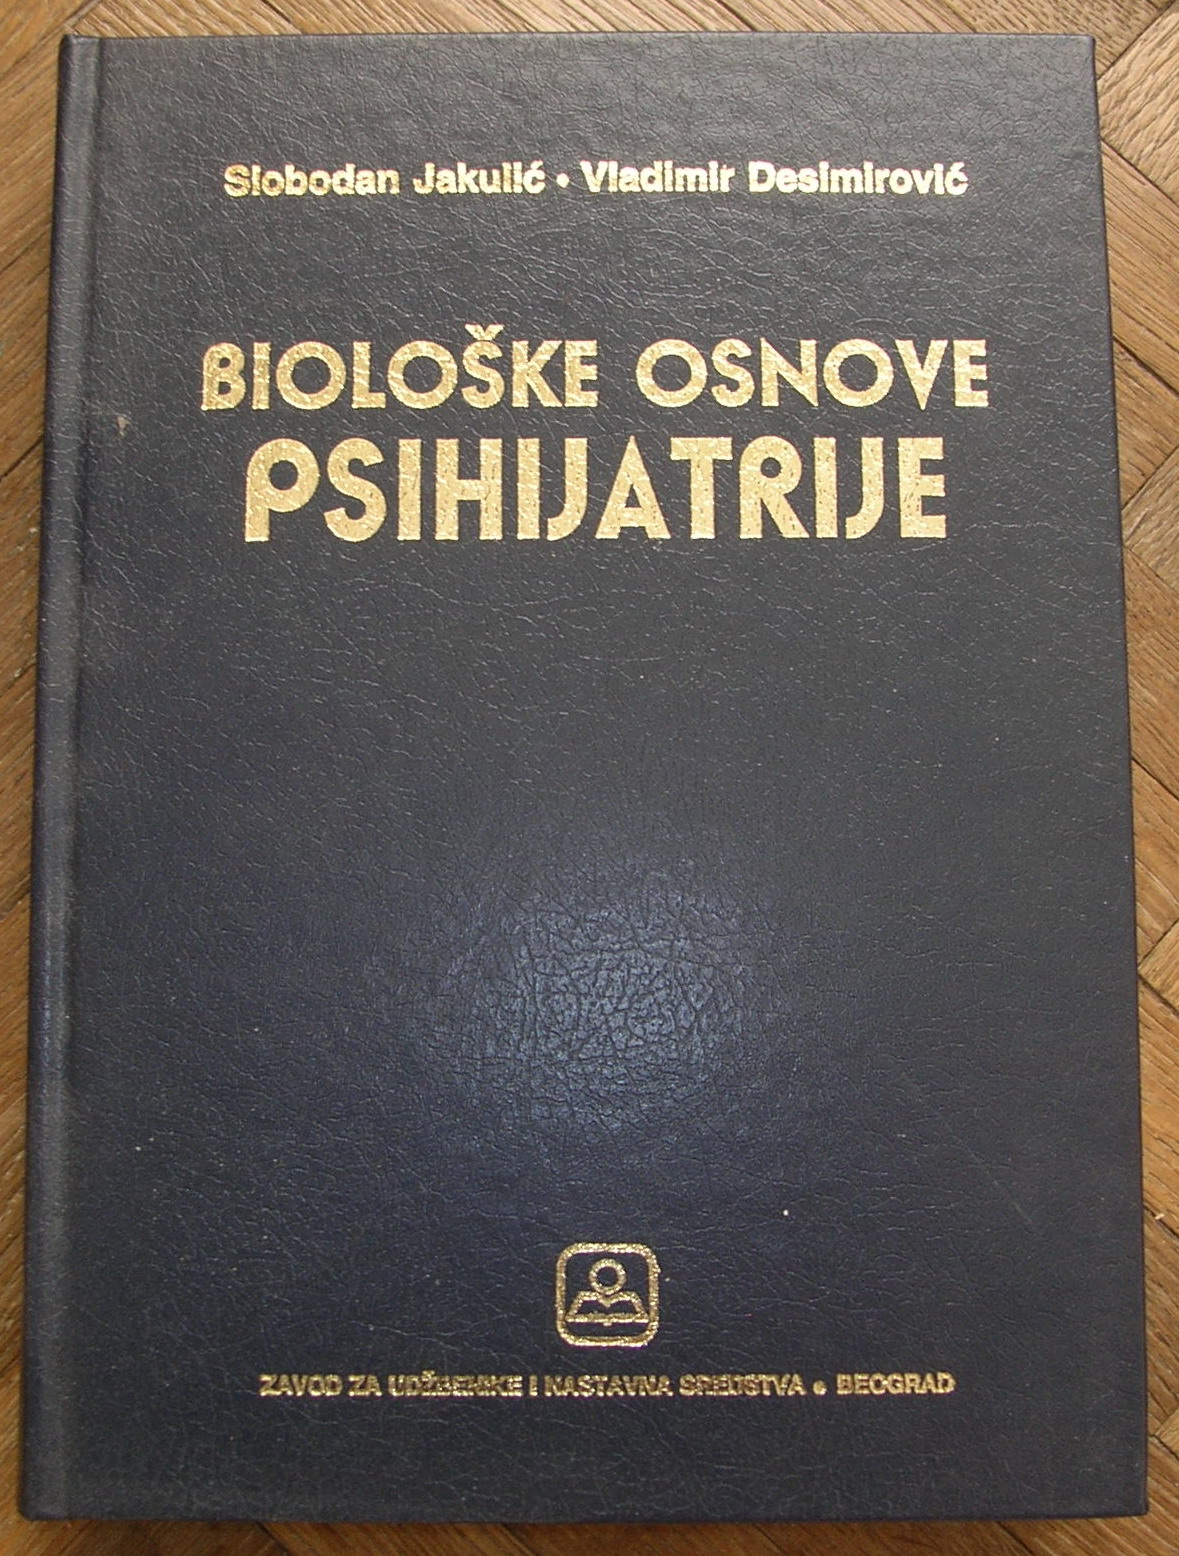 Slobodan Jakulić • Vladimir Desimirović
BIOLOŠKE OSNOVE
PSIHIJATRIJE
ZAVOD ZA UDŽBENIKE I NASTAVNA SREDSTVA • BEOGRAD